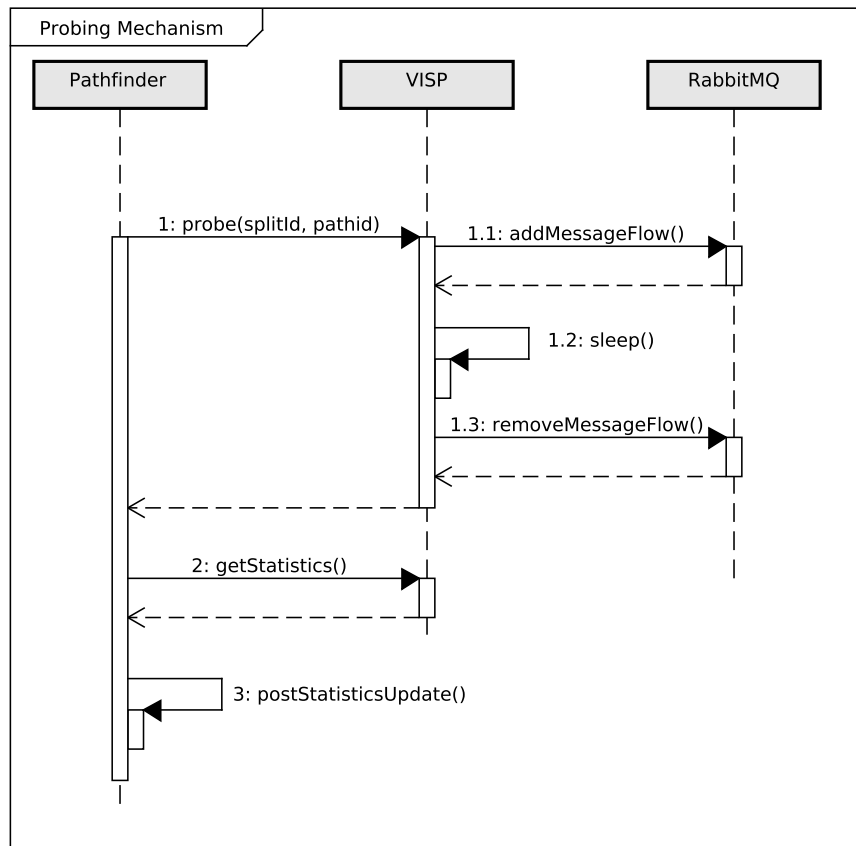 Probing Mechanism
Pathfinder
VISP
RabbitMQ
1: probe(splitId, pathid)
1.1: addMessageFlow()
1.2: sleep()
1.3: removeMessageFlow()
2: getStatistics()
3: postStatisticsUpdate()